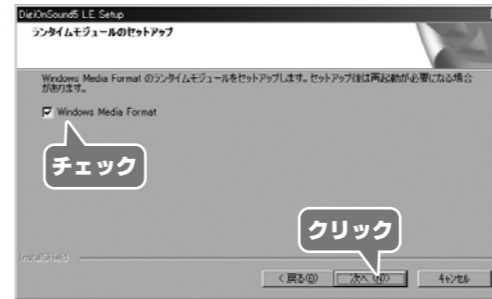 DigiOnSound5 L.E. Setup
ランタイムモジュールのセットアップ
Windows Media Format のランタイムモジュールをセットアップします。セットアップ後は再起動が必要になる場合
があります。
Windows Media Format
チェック
クリック
InstallShield
< 戻る(B)
次へ (N)
キャンセル